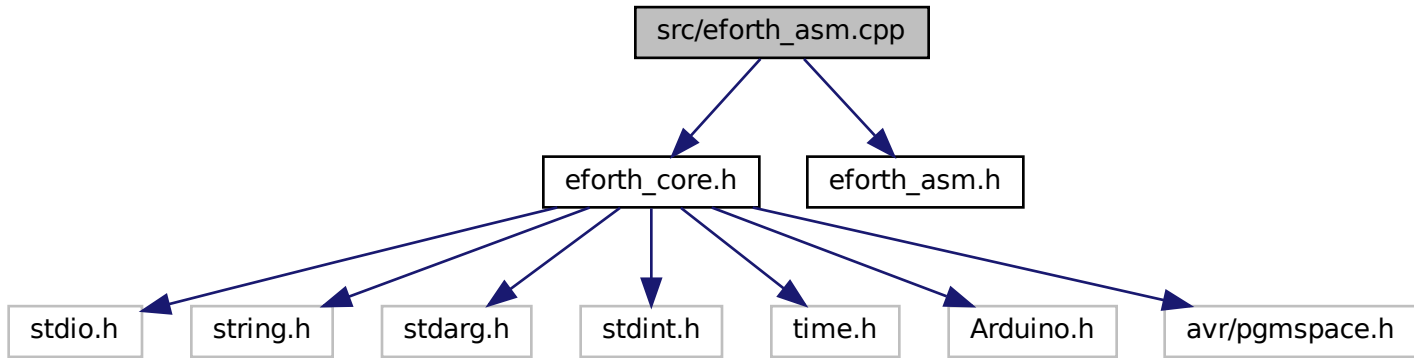 src/eforth_asm.cpp
eforth_core.h
eforth_asm.h
stdio.h
string.h
stdarg.h
stdint.h
time.h
Arduino.h
avr/pgmspace.h